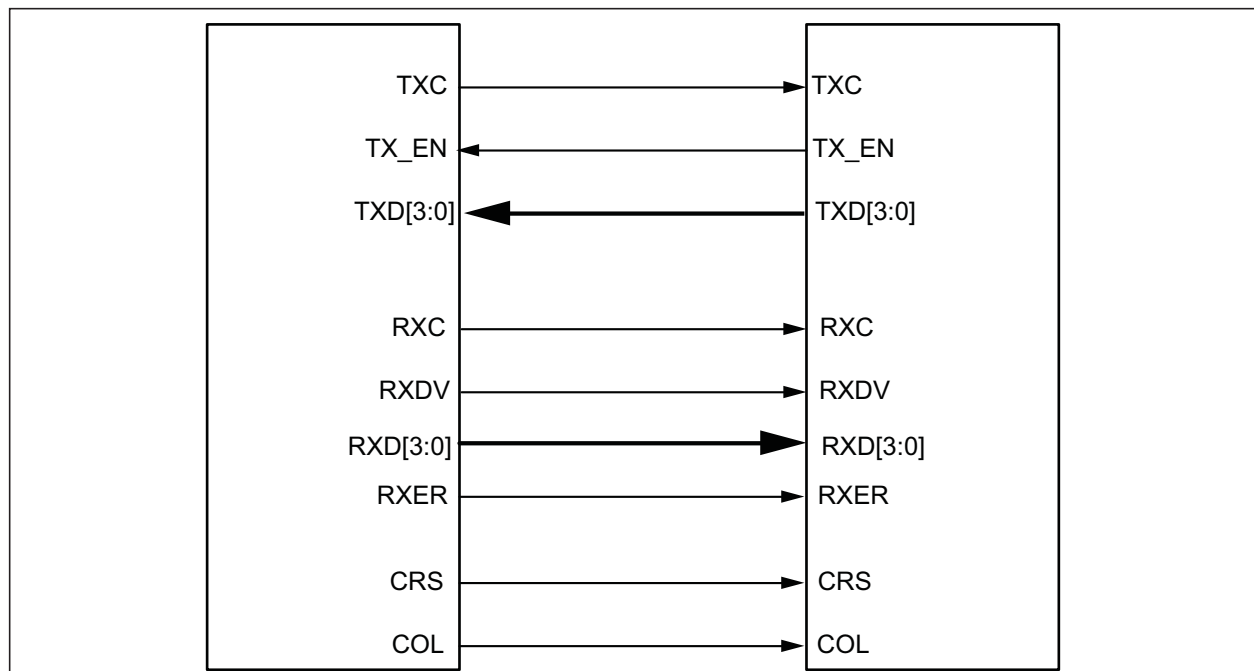 TXC TXC
TX_EN TX_EN
TXD[3:0] TXD[3:0]
RXC RXC
RXDV RXDV
RXD[3:0] RXD[3:0]
RXER RXER
CRS CRS
COL COL